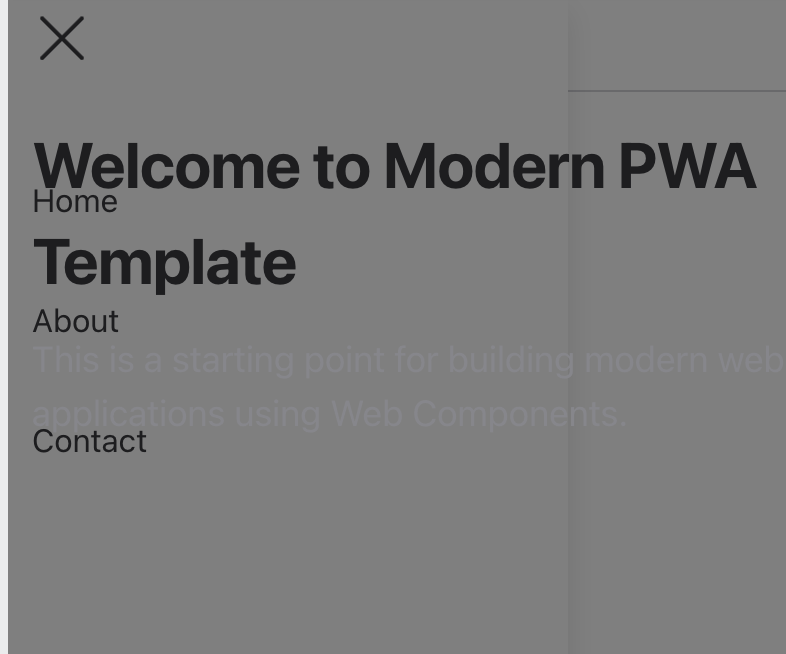 Welcome to Modern PWA
Home
Template
About
This is a starting point for building modern web
applications using Web Components.
Contact